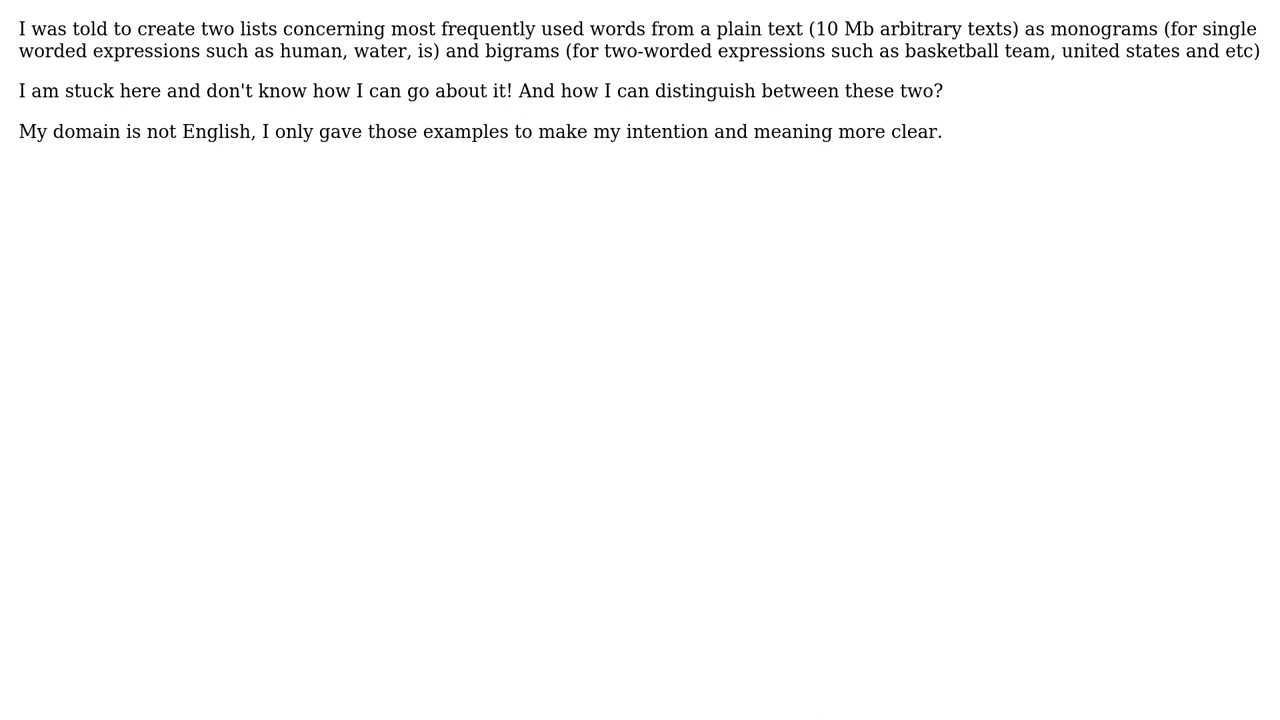 I was told to create two lists concerning most frequently used words from a plain text (10 Mb arbitrary texts) as monograms (for single
worded expressions such as human, water, is) and bigrams (for two-worded expressions such as basketball team, united states and etc)
I am stuck here and don't know how I can go about it! And how I can distinguish between these two?
My domain is not English, I only gave those examples to make my intention and meaning more clear.